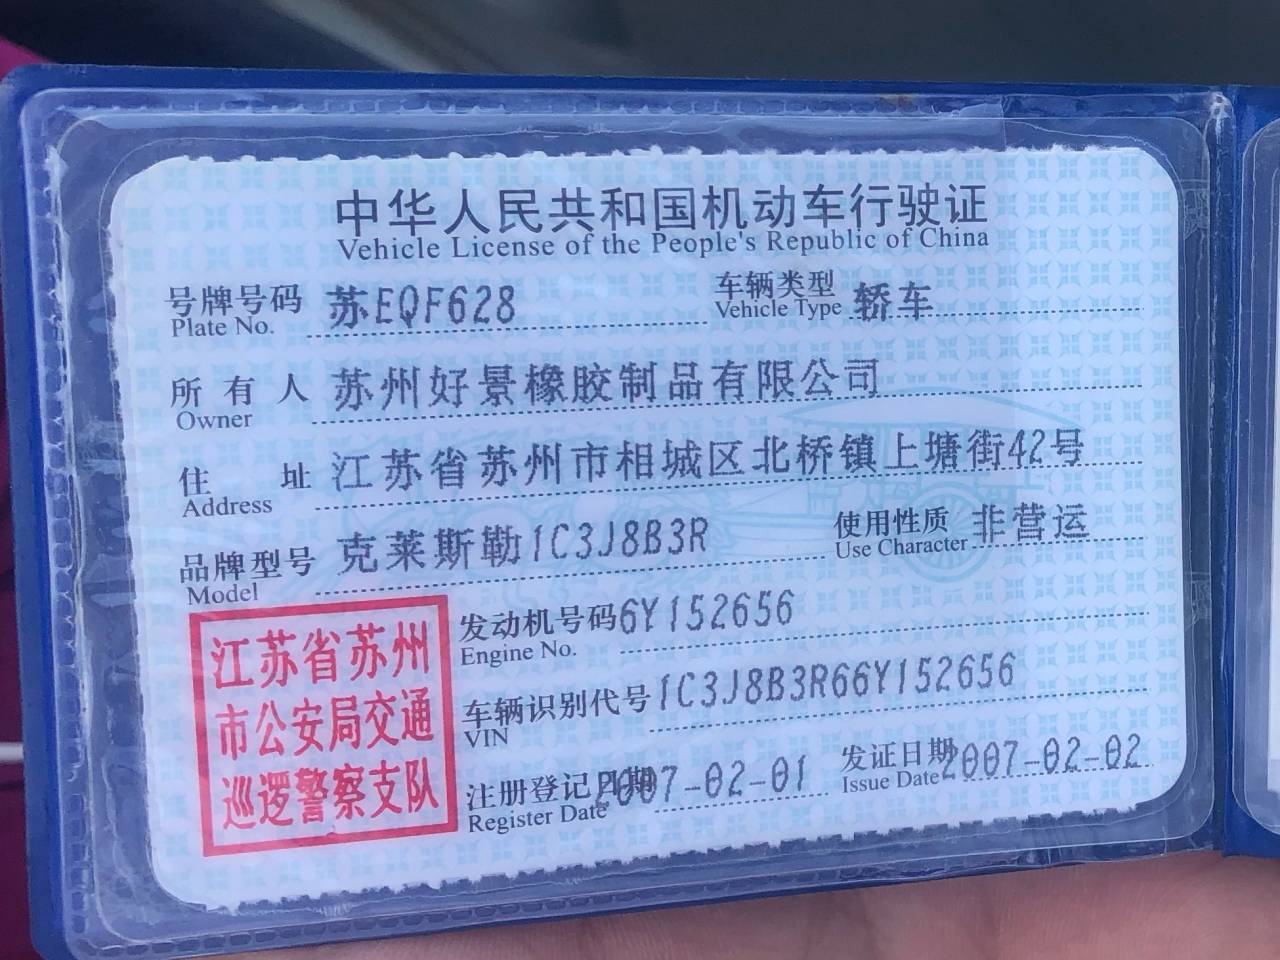 中华人民共和国机动车行驶证
Vehicle License of the People's Republic of China
号牌号码 苏EQF628 车辆类型 轿车
Plate No. Vehicle Type
所有人 苏州好景橡胶制品有限公司
Owner
住址 江苏省苏州市相城区北桥镇上塘街42号
Address
品牌型号 克莱斯勒1C3J8B3R 使用性质 非营运
Model Use Character
江苏省苏州
市公安局交通
巡逻警察支队
发动机号码 6Y152656
Engine No.
车辆识别代号 1C3J8B3R66Y152656
VIN
注册登记日期 2007-02-01 发证日期 2007-02-02
Register Date Issue Date